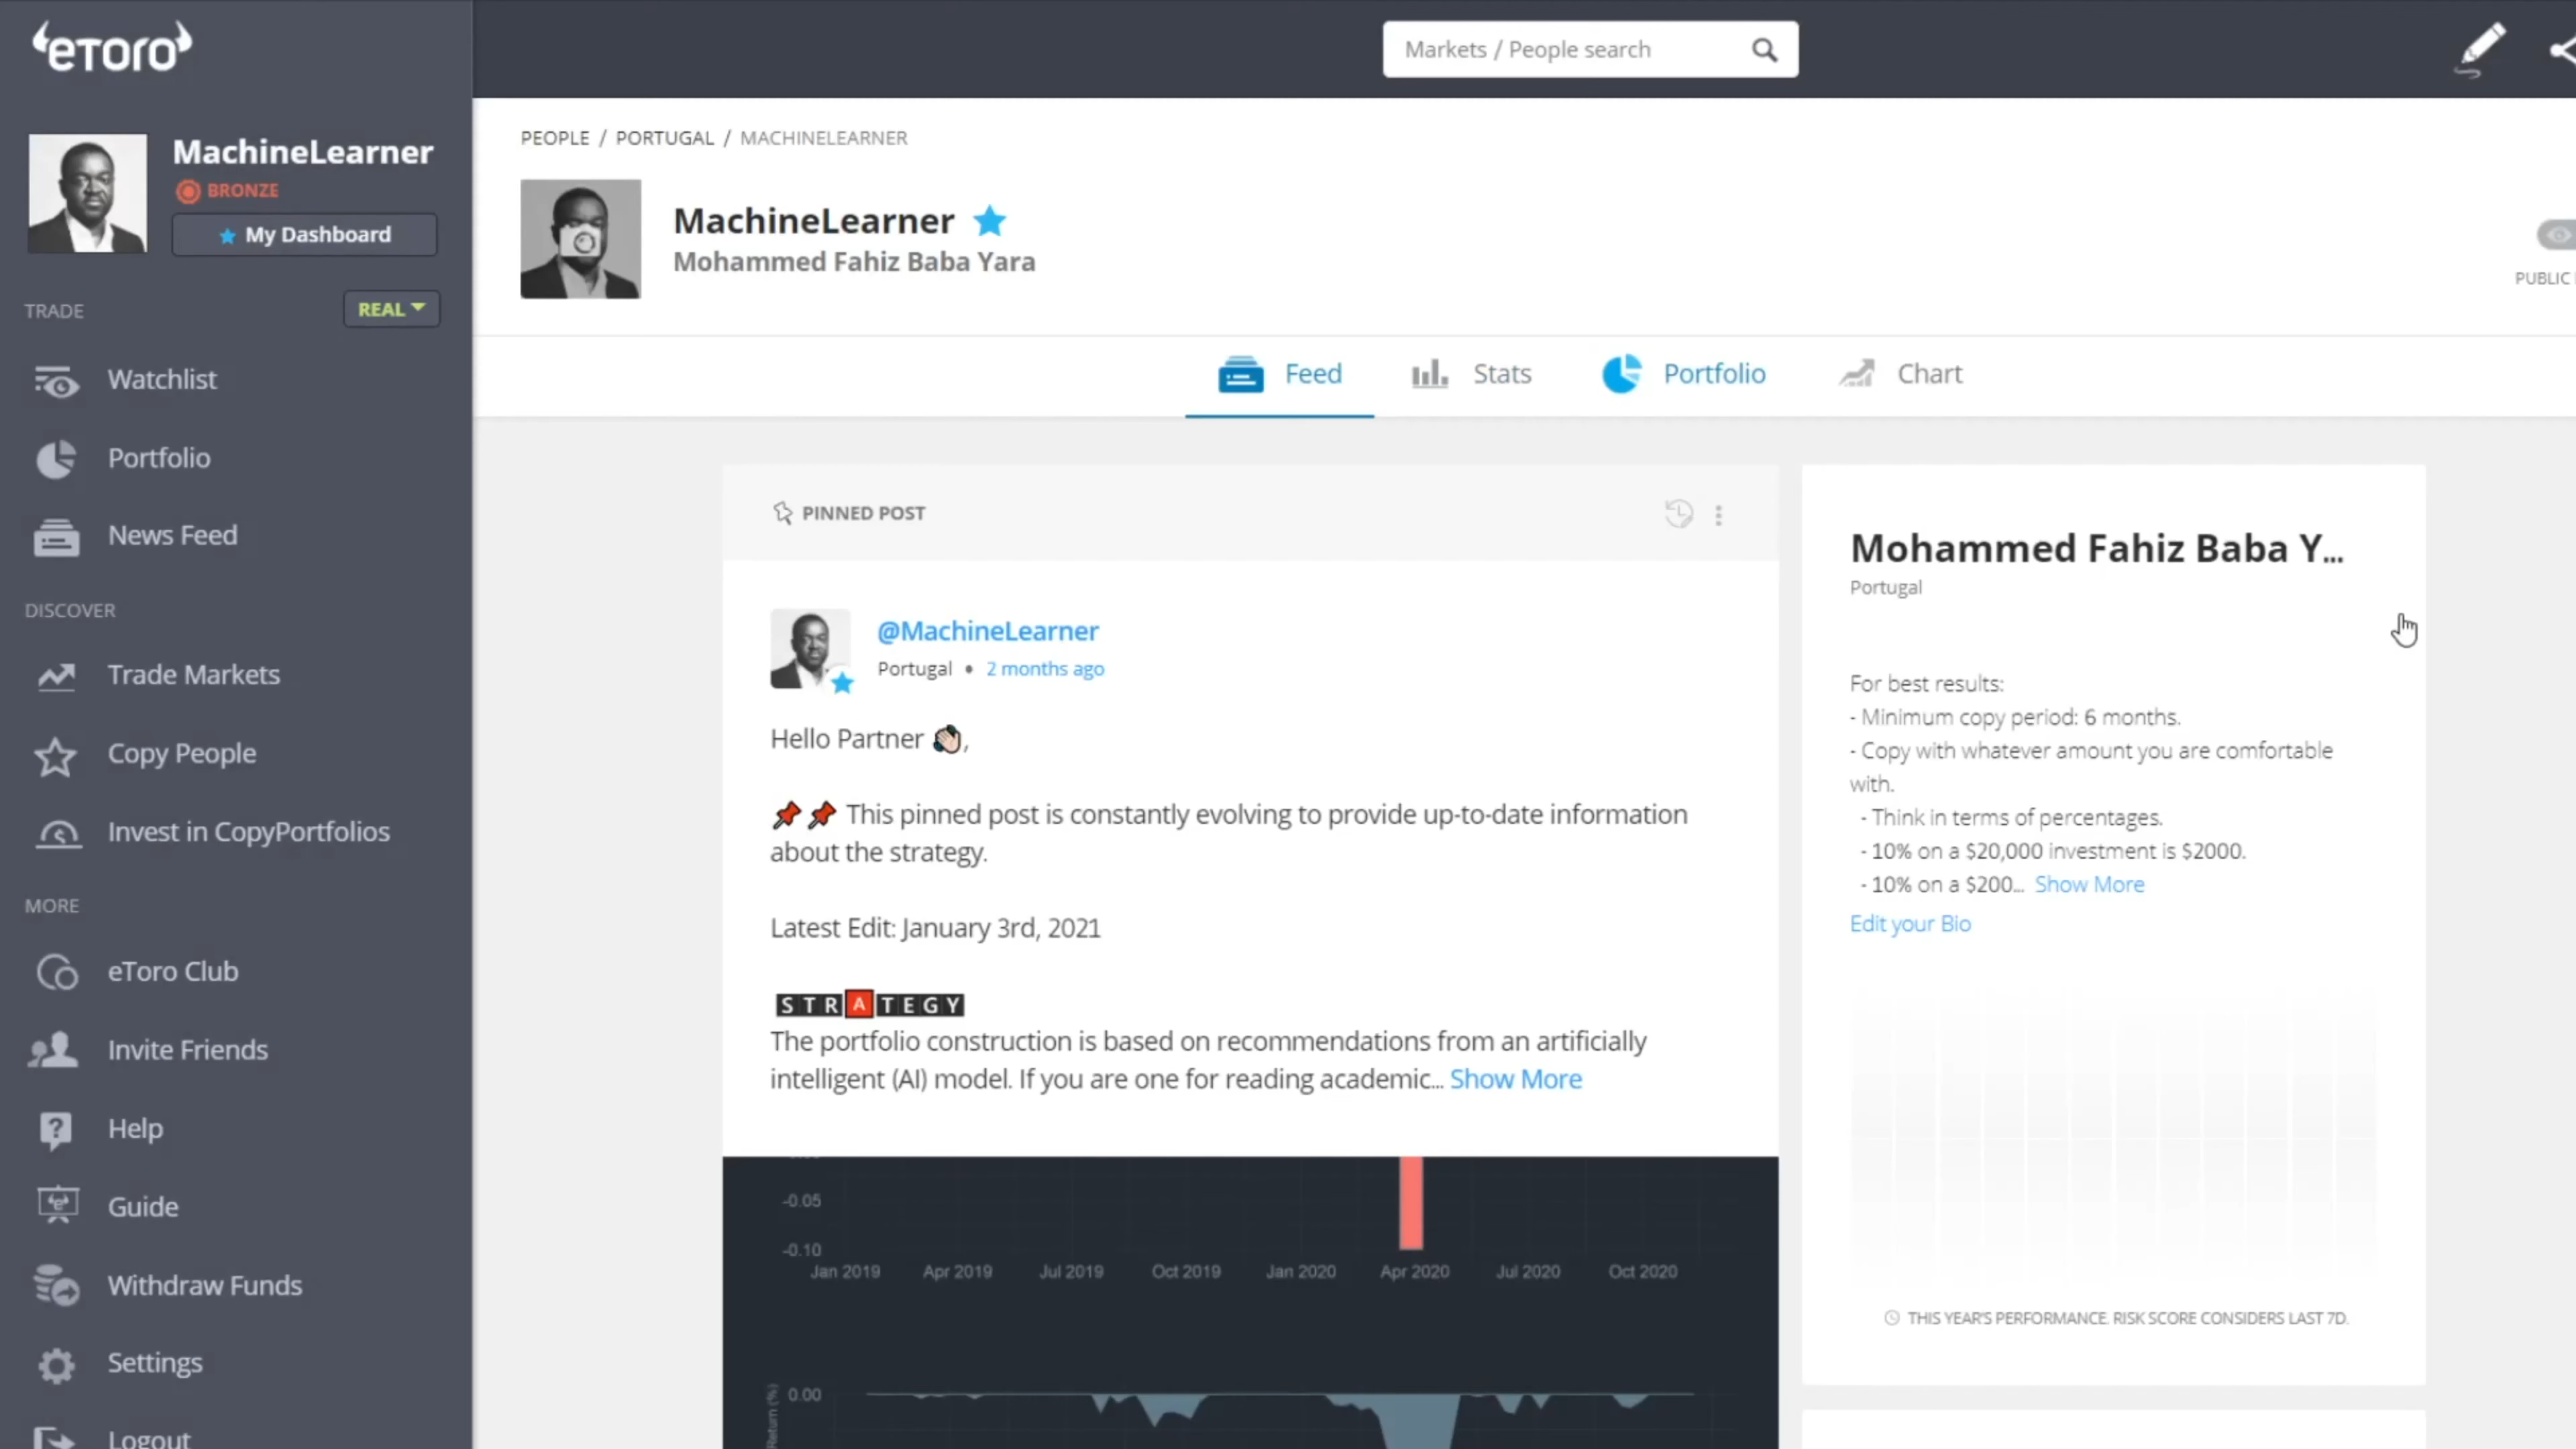 eToro
Markets / People search
MachineLearner
BRONZE
My Dashboard
TRADE
REAL
Watchlist
Portfolio
News Feed
DISCOVER
Trade Markets
Copy People
Invest in CopyPortfolios
MORE
eToro Club
Invite Friends
Help
Guide
Withdraw Funds
Settings
Logout
PEOPLE / PORTUGAL / MACHINELEARNER
MachineLearner
Mohammed Fahiz Baba Yara
PUBLIC
Feed
Stats
Portfolio
Chart
PINNED POST
@MachineLearner
Portugal • 2 months ago
Hello Partner 👏🏻,
📌 📌 This pinned post is constantly evolving to provide up-to-date information
about the strategy.
Latest Edit: January 3rd, 2021
STRATEGY
The portfolio construction is based on recommendations from an artificially
intelligent (AI) model. If you are one for reading academic... Show More
-0.05
-0.10
Jan 2019 Apr 2019 Jul 2019 Oct 2019 Jan 2020 Apr 2020 Jul 2020 Oct 2020
0.00
Return (%)
Mohammed Fahiz Baba Y...
Portugal
For best results:
- Minimum copy period: 6 months.
- Copy with whatever amount you are comfortable
with.
- Think in terms of percentages.
- 10% on a $20,000 investment is $2000.
- 10% on a $200... Show More
Edit your Bio
THIS YEAR'S PERFORMANCE. RISK SCORE CONSIDERS LAST 7D.